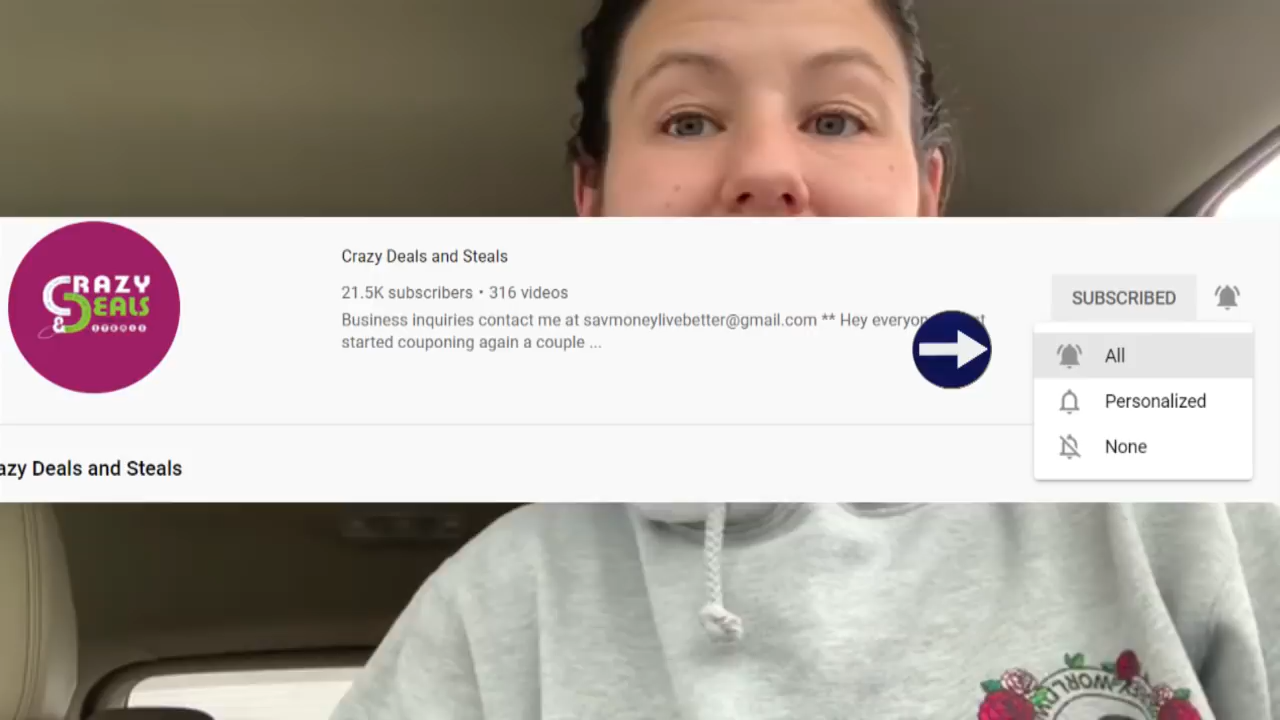 CRAZY
DEALS
&
Crazy Deals and Steals
21.5K subscribers • 316 videos
Business inquiries contact me at savmoneylivebetter@gmail.com ** Hey
started couponing again a couple ...
SUBSCRIBED
All
Personalized
None
azy Deals and Steals